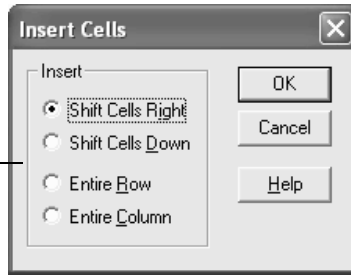 Insert Cells
Insert
Shift Cells Right
Shift Cells Down
Entire Row
Entire Column
OK
Cancel
Help